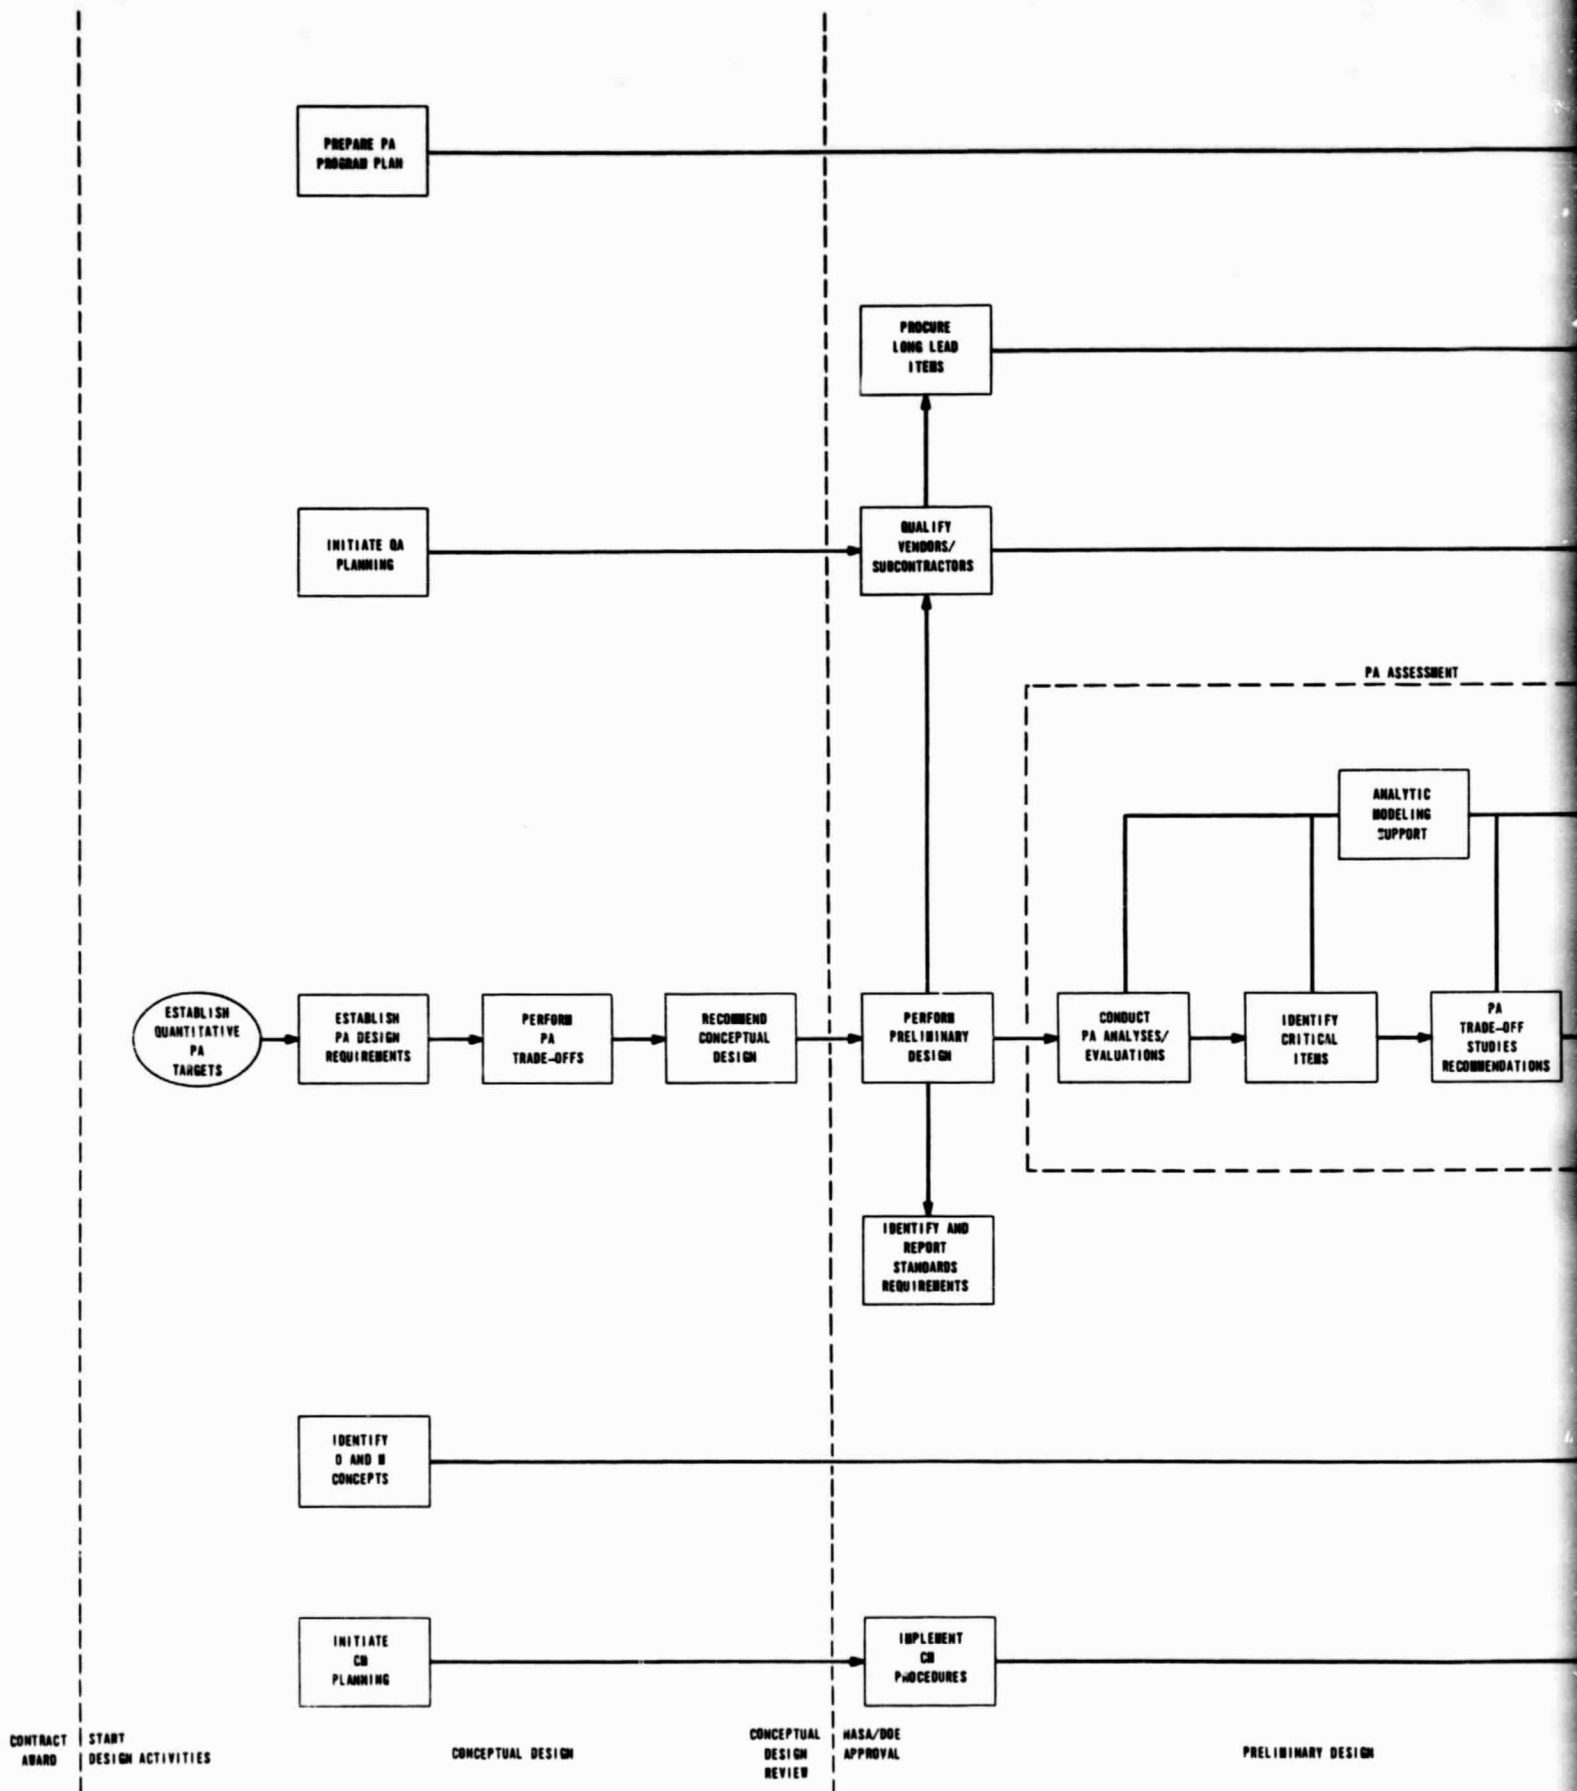 PREPARE PA
PROGRAM PLAN
PROCURE
LONG LEAD
ITEMS
INITIATE QA
PLANNING
QUALIFY
VENDORS/
SUBCONTRACTORS
PA ASSESSMENT
ANALYTIC
MODELING
SUPPORT
ESTABLISH
QUANTITATIVE
PA
TARGETS
ESTABLISH
PA DESIGN
REQUIREMENTS
PERFORM
PA
TRADE-OFFS
RECOMMEND
CONCEPTUAL
DESIGN
PERFORM
PRELIMINARY
DESIGN
CONDUCT
PA ANALYSES/
EVALUATIONS
IDENTIFY
CRITICAL
ITEMS
PA
TRADE-OFF
STUDIES
RECOMMENDATIONS
IDENTIFY AND
REPORT
STANDARDS
REQUIREMENTS
IDENTIFY
O AND M
CONCEPTS
INITIATE
CM
PLANNING
IMPLEMENT
CM
PROCEDURES
CONTRACT
AWARD
START
DESIGN ACTIVITIES
CONCEPTUAL DESIGN
CONCEPTUAL
DESIGN
REVIEW
NASA/DOE
APPROVAL
PRELIMINARY DESIGN